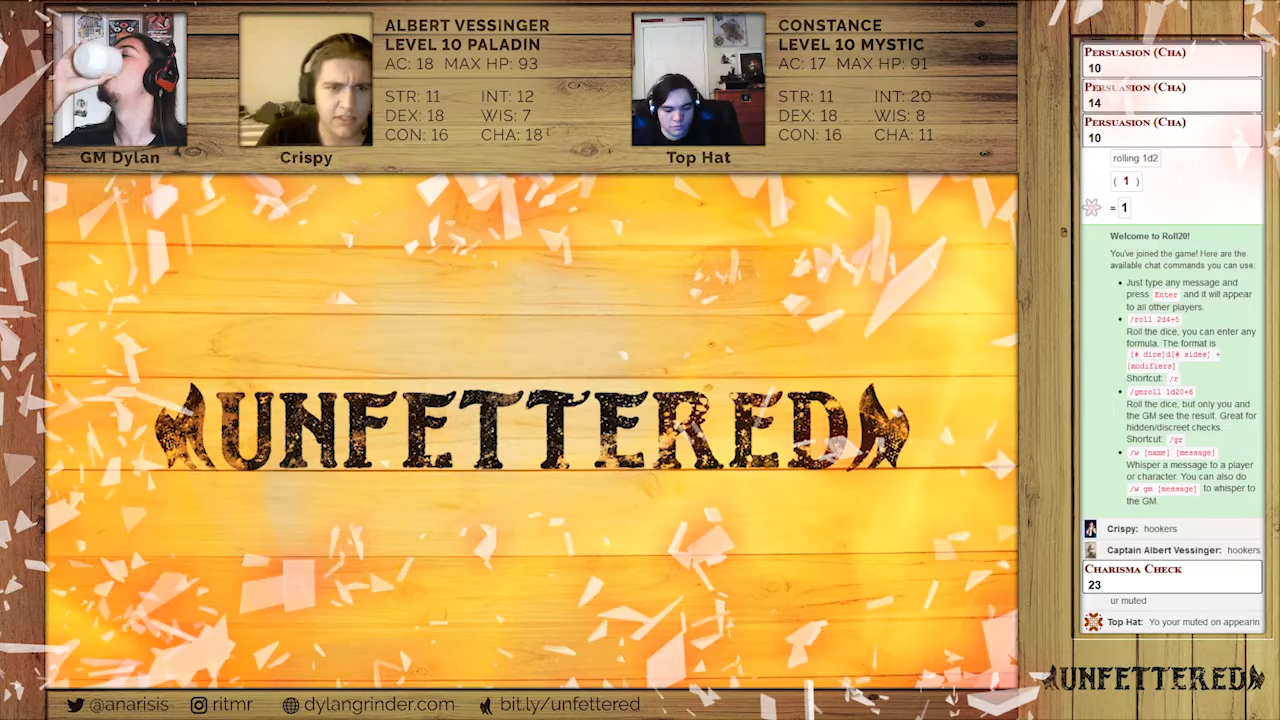 GM Dylan
Crispy
ALBERT VESSINGER
LEVEL 10 PALADIN
AC: 18 MAX HP: 93
STR: 11 INT: 12
DEX: 18 WIS: 7
CON: 16 CHA: 18
Top Hat
CONSTANCE
LEVEL 10 MYSTIC
AC: 17 MAX HP: 91
STR: 11 INT: 20
DEX: 18 WIS: 8
CON: 16 CHA: 11
UNFETTERED
@anarisis ritmr dylangrinder.com bit.ly/unfettered
PERSUASION (CHA)
10
PERSUASION (CHA)
14
PERSUASION (CHA)
10
rolling 1d2
( 1 )
= 1
Welcome to Roll20!
You've joined the game! Here are the
available chat commands you can use:
• Just type any message and
press Enter and it will appear
to all other players.
• /roll 2d4+5
Roll the dice, you can enter any
formula. The format is
[# dice]d[# sides] +
[modifiers]
Shortcut: /r
• /gmroll 1d20+6
Roll the dice, but only you and
the GM see the result. Great for
hidden/discreet checks.
Shortcut: /gr
• /w [name] [message]
Whisper a message to a player
or character. You can also do
/w gm [message] to whisper to
the GM.
Crispy: hookers
Captain Albert Vessinger: hookers
CHARISMA CHECK
23
ur muted
Top Hat: Yo your muted on appearin
UNFETTERED